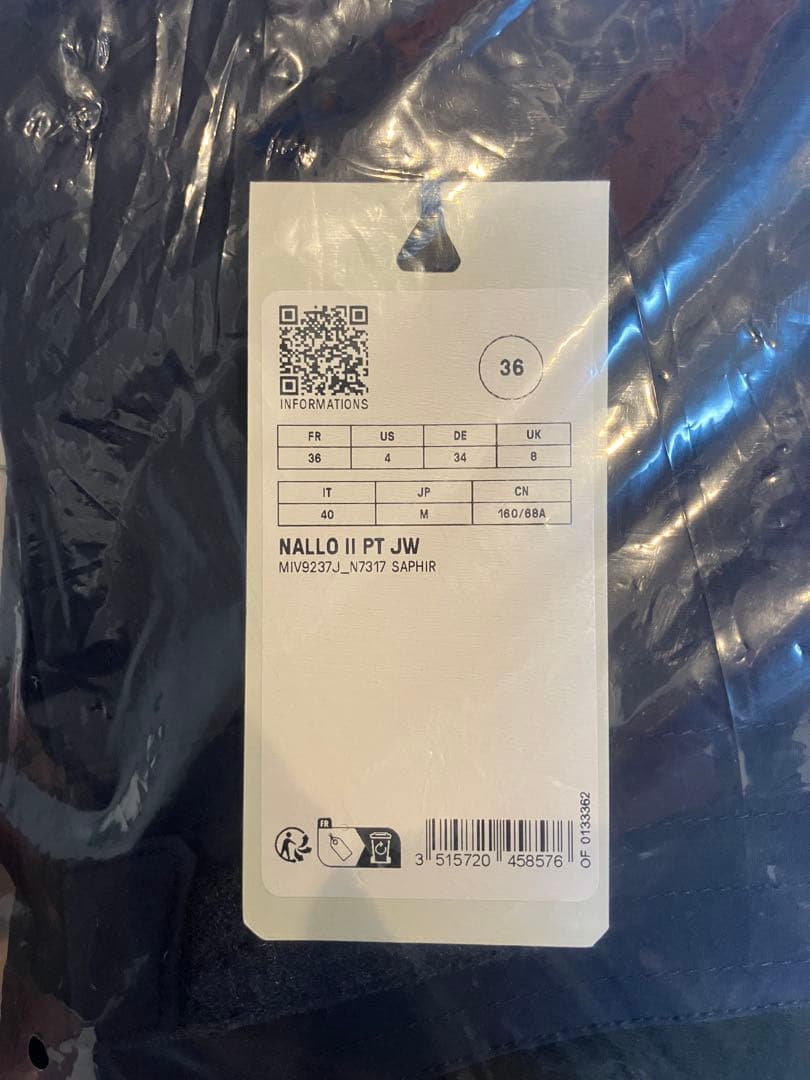 INFORMATIONS
36
FR US DE UK
36 4 34 8
IT JP CN
40 M 160/68A
NALLO II PT JW
MIV9237J_N7317 SAPHIR
FR
3 515720 458576
OF 0133362